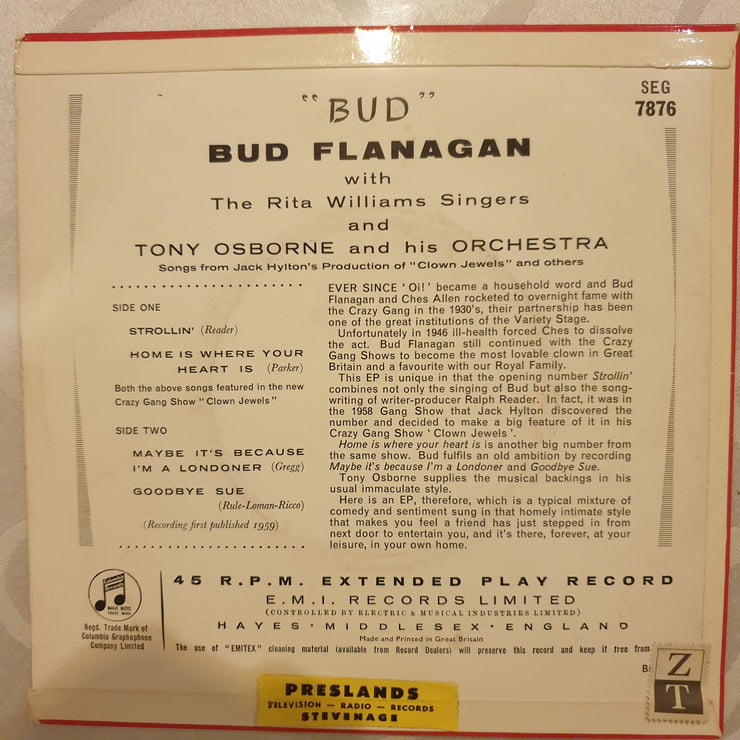 "BUD"
SEG
7876
BUD FLANAGAN
with
The Rita Williams Singers
and
TONY OSBORNE and his ORCHESTRA
Songs from Jack Hylton's Production of "Clown Jewels" and others
SIDE ONE
STROLLIN' (Reader)
HOME IS WHERE YOUR
HEART IS (Parker)
Both the above songs featured in the new
Crazy Gang Show "Clown Jewels"
SIDE TWO
MAYBE IT'S BECAUSE
I'M A LONDONER (Gregg)
GOODBYE SUE
(Rule-Loman-Ricco)
(Recording first published 1959)
EVER SINCE 'Oi!' became a household word and Bud
Flanagan and Ches Allen rocketed to overnight fame with
the Crazy Gang in the 1930's, their partnership has been
one of the great institutions of the Variety Stage.
Unfortunately in 1946 ill-health forced Ches to dissolve
the act. Bud Flanagan still continued with the Crazy
Gang Shows to become the most lovable clown in Great
Britain and a favourite with our Royal Family.
This EP is unique in that the opening number Strollin'
combines not only the singing of Bud but also the song-
writing of writer-producer Ralph Reader. In fact, it was in
the 1958 Gang Show that Jack Hylton discovered the
number and decided to make a big feature of it in his
Crazy Gang Show 'Clown Jewels'.
Home is where your heart is is another big number from
the same show. Bud fulfils an old ambition by recording
Maybe it's because I'm a Londoner and Goodbye Sue.
Tony Osborne supplies the musical backings in his
usual immaculate style.
Here is an EP, therefore, which is a typical mixture of
comedy and sentiment sung in that homely intimate style
that makes you feel a friend has just stepped in from
next door to entertain you, and it's there, forever, at your
leisure, in your own home.
MAGIC NOTES
TRADE MARK
Regd. Trade Mark of
Columbia Graphophone
Company Limited
45 R.P.M. EXTENDED PLAY RECORD
E.M.I. RECORDS LIMITED
(CONTROLLED BY ELECTRIC & MUSICAL INDUSTRIES LIMITED)
HAYES · MIDDLESEX · ENGLAND
Made and Printed in Great Britain
The use of "EMITEX" cleaning material (available from Record Dealers) will preserve this record and keep it free from
Z
T
PRESLANDS
TELEVISION — RADIO — RECORDS
STEVENAGE